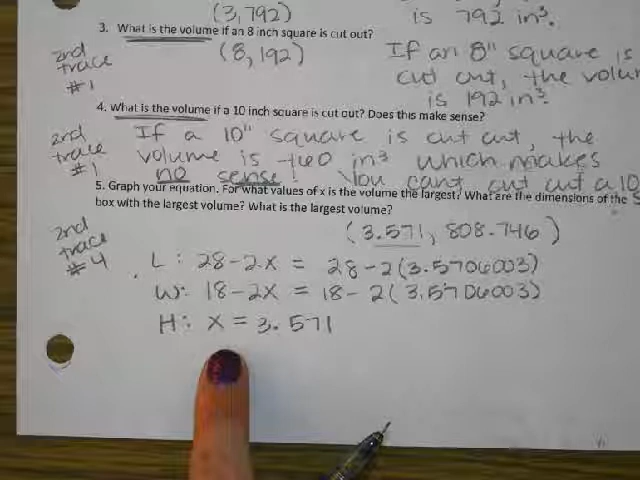 (3,792)
is 792 in³.
3. What is the volume if an 8 inch square is cut out?
2nd trace #1
(8,192)
If an 8" square is
cut out, the volum
is 192 in³.
4. What is the volume if a 10 inch square is cut out? Does this make sense?
2nd trace #1
If a 10" square is cut out, the
volume is in³ which makes
no sense! You can't cut out a 10
5. Graph your equation. For what values of x is the volume the largest? What are the dimensions of the
box with the largest volume? What is the largest volume?
2nd trace #4
(3.571, 808.746)
L: 28-2x = 28-2(3.5706003)
W: 18-2x = 18-2(3.5706003)
H: x = 3.571